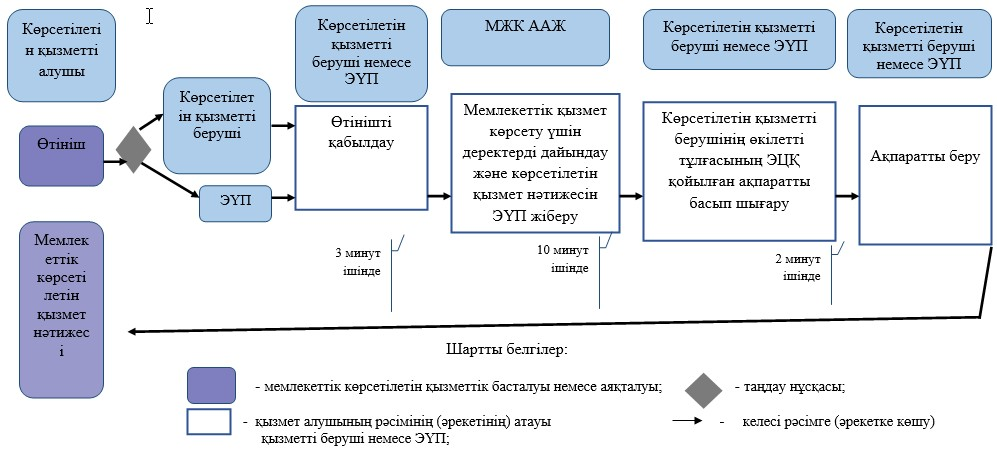 Көрсетілеті
н қызметті
алушы
Көрсетілетін
қызметті
беруші немесе
ЭҮП
МЖК ААЖ
Көрсетілетін қызметті
беруші немесе ЭҮП
Көрсетілетін
қызметті беруші
немесе ЭҮП
Өтініш
Көрсетілет
ін қызметті
беруші
ЭҮП
Өтінішті
қабылдау
Мемлекеттік қызмет
көрсету үшін
деректерді дайындау
және көрсетілетін
қызмет нәтижесін
ЭҮП жіберу
Көрсетілетін қызметті
берушінің өкілетті
тұлғасының ЭЦҚ
қойылған ақпаратты
басып шығару
Ақпаратты беру
Мемлек
еттік
көрсеті
летін
қызмет
нәтижес
і
3 минут
ішінде
10 минут
ішінде
2 минут
ішінде
Шартты белгілер:
- мемлекеттік көрсетілетін қызметтік басталуы немесе аяқталуы;
- таңдау нұсқасы;
- қызмет алушының рәсімінің (әрекетінің) атауы
қызметті беруші немесе ЭҮП;
- келесі рәсімге (әрекетке көшу)